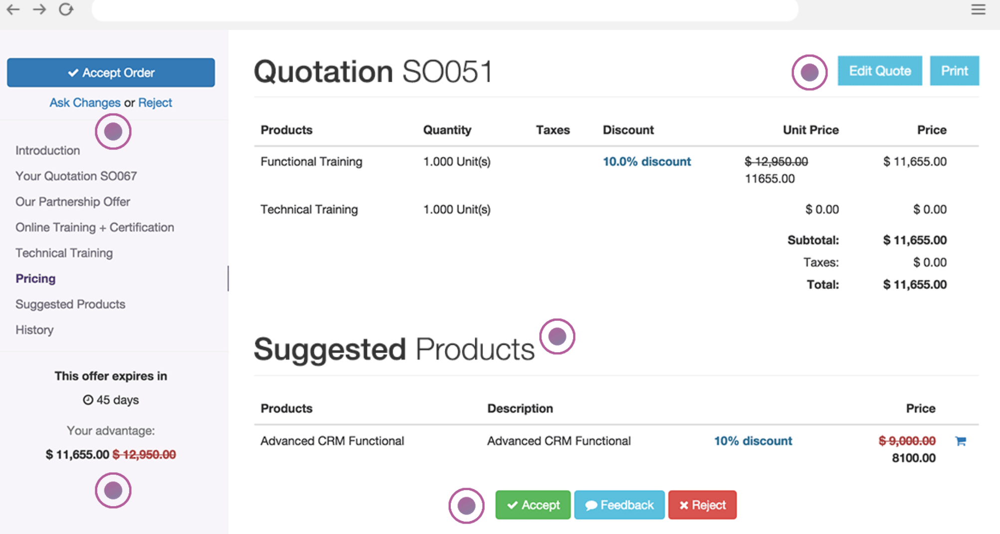 Accept Order
Ask Changes or Reject
Introduction
Your Quotation SO067
Our Partnership Offer
Online Training + Certification
Technical Training
Pricing
Suggested Products
History
This offer expires in
45 days
Your advantage:
$ 11,655.00 $ 12,950.00
Quotation SO051
Edit Quote Print
Products Quantity Taxes Discount Unit Price Price
Functional Training 1.000 Unit(s) 10.0% discount $ 12,950.00 $ 11,655.00
11655.00
Technical Training 1.000 Unit(s) $ 0.00 $ 0.00
Subtotal: $ 11,655.00
Taxes: $ 0.00
Total: $ 11,655.00
Suggested Products
Products Description Price
Advanced CRM Functional Advanced CRM Functional 10% discount $ 9,000.00
8100.00
Accept Feedback Reject